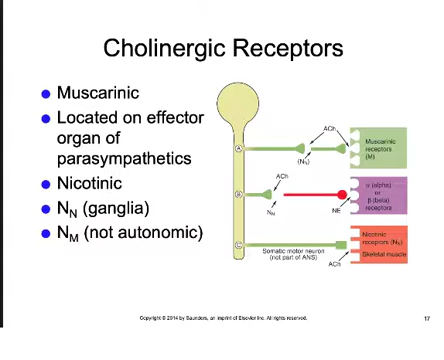 Cholinergic Receptors
Muscarinic
Located on effector
organ of
parasympathetics
Nicotinic
NN (ganglia)
NM (not autonomic)
ACh
A
(NN)
Muscarinic
receptors
(M)
ACh
B
NM
NE
α (alpha)
or
β (beta)
receptors
C
Somatic motor neuron
(not part of ANS)
ACh
Nicotinic
receptors
Skeletal muscle
Copyright © 2014 by Saunders, an imprint of Elsevier Inc. All rights reserved.
17